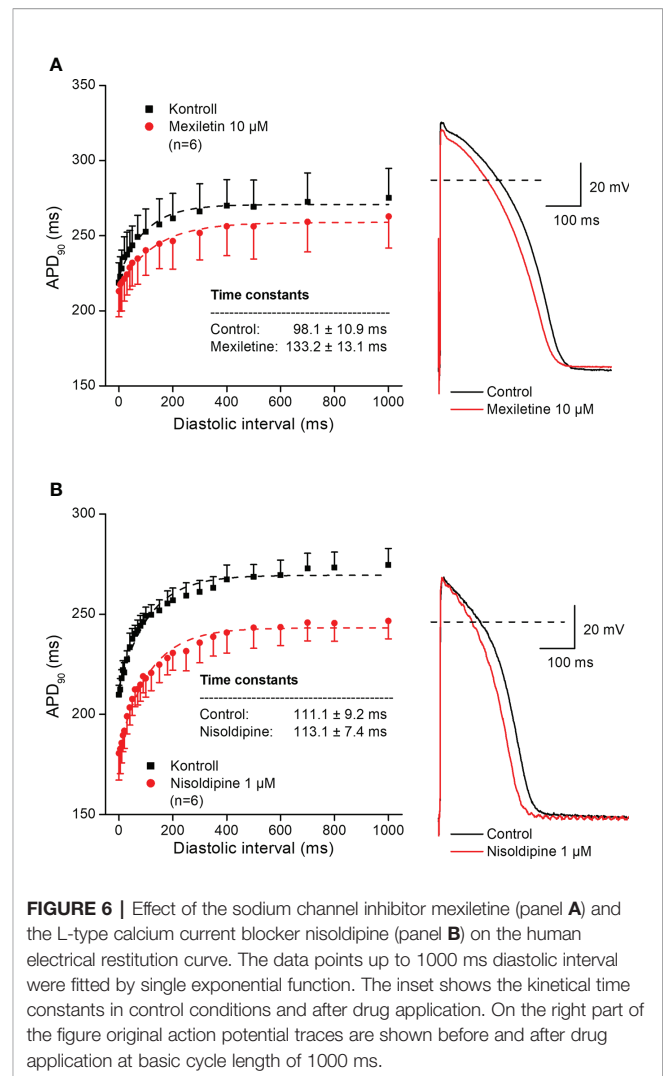 A
350
300
250
200
150
APD90 (ms)
Kontroll
Mexiletin 10 µM
(n=6)
Time constants
Control: 98.1 ± 10.9 ms
Mexiletine: 133.2 ± 13.1 ms
0 200 400 600 800 1000
Diastolic interval (ms)
20 mV
100 ms
Control
Mexiletine 10 µM
B
300
250
200
150
APD90 (ms)
Time constants
Control: 111.1 ± 9.2 ms
Nisoldipine: 113.1 ± 7.4 ms
Kontroll
Nisoldipine 1 µM
(n=6)
0 200 400 600 800 1000
Diastolic interval (ms)
20 mV
100 ms
Control
Nisoldipine 1 µM
FIGURE 6 | Effect of the sodium channel inhibitor mexiletine (panel A) and
the L-type calcium current blocker nisoldipine (panel B) on the human
electrical restitution curve. The data points up to 1000 ms diastolic interval
were fitted by single exponential function. The inset shows the kinetical time
constants in control conditions and after drug application. On the right part of
the figure original action potential traces are shown before and after drug
application at basic cycle length of 1000 ms.